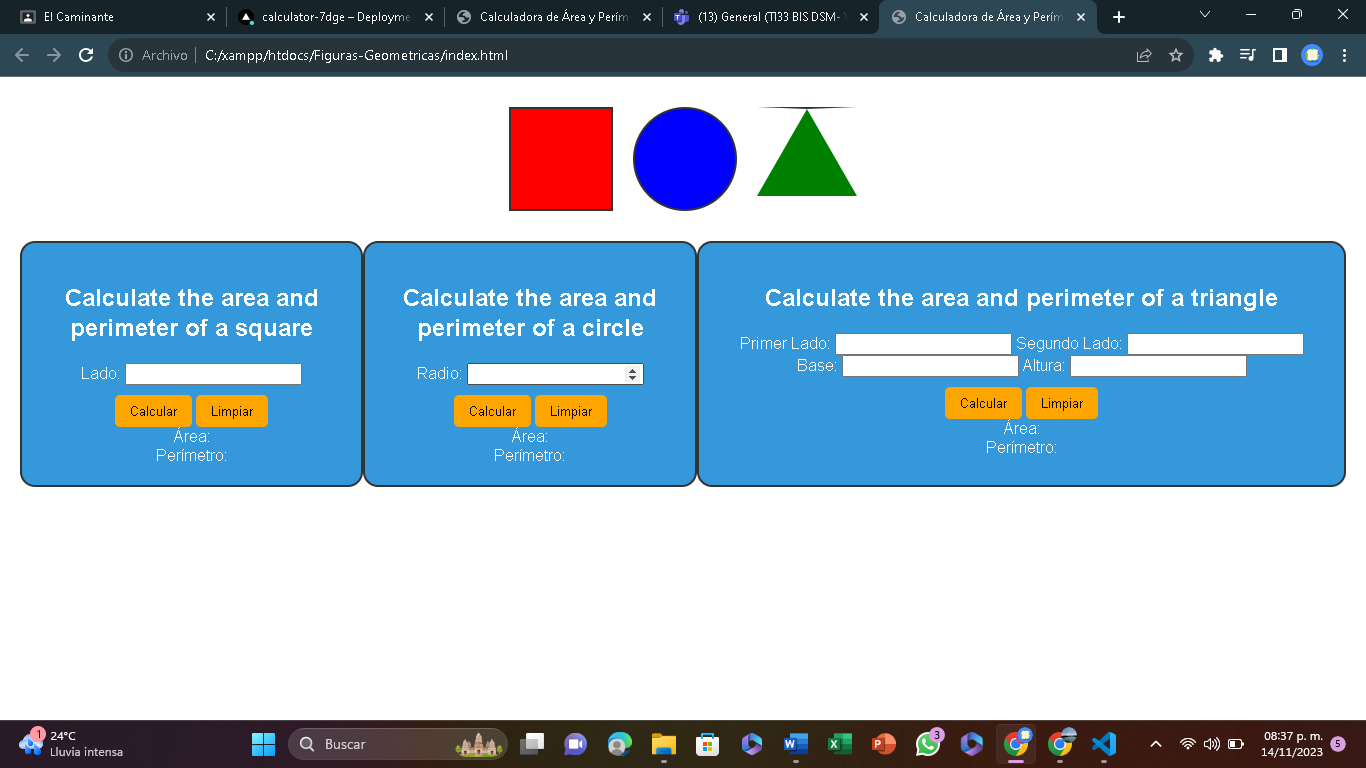 El Caminante
calculator-7dge – Deployme
Calculadora de Área y Perím
(13) General (TI33 BIS DSM-
Calculadora de Área y Perím
Archivo
C:/xampp/htdocs/Figuras-Geometricas/index.html
Calculate the area and
perimeter of a square
Lado:
Calcular Limpiar
Área:
Perímetro:
Calculate the area and
perimeter of a circle
Radio:
Calcular Limpiar
Área:
Perímetro:
Calculate the area and perimeter of a triangle
Primer Lado: Segundo Lado:
Base: Altura:
Calcular Limpiar
Área:
Perímetro:
1
24°C
Lluvia intensa
Buscar
3
08:37 p. m.
14/11/2023
5